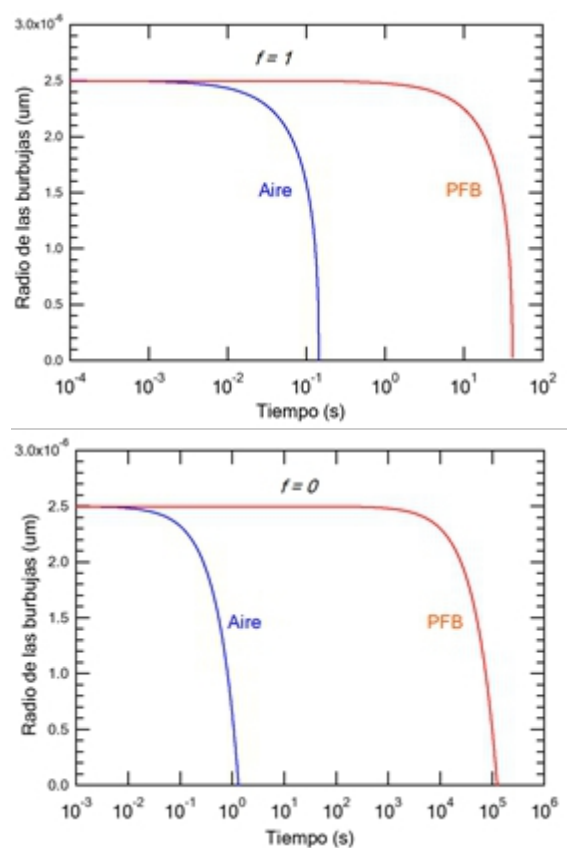 3.0x10⁻⁶
f = 1
2.5
2.0
Radio de las burbujas (um)
Aire
PFB
1.5
1.0
0.5
0.0
10⁻⁴ 10⁻³ 10⁻² 10⁻¹ 10⁰ 10¹ 10²
Tiempo (s)
3.0x10⁻⁶
f = 0
2.5
2.0
Radio de las burbujas (um)
Aire
PFB
1.5
1.0
0.5
0.0
10⁻³ 10⁻² 10⁻¹ 10⁰ 10¹ 10² 10³ 10⁴ 10⁵ 10⁶
Tiempo (s)